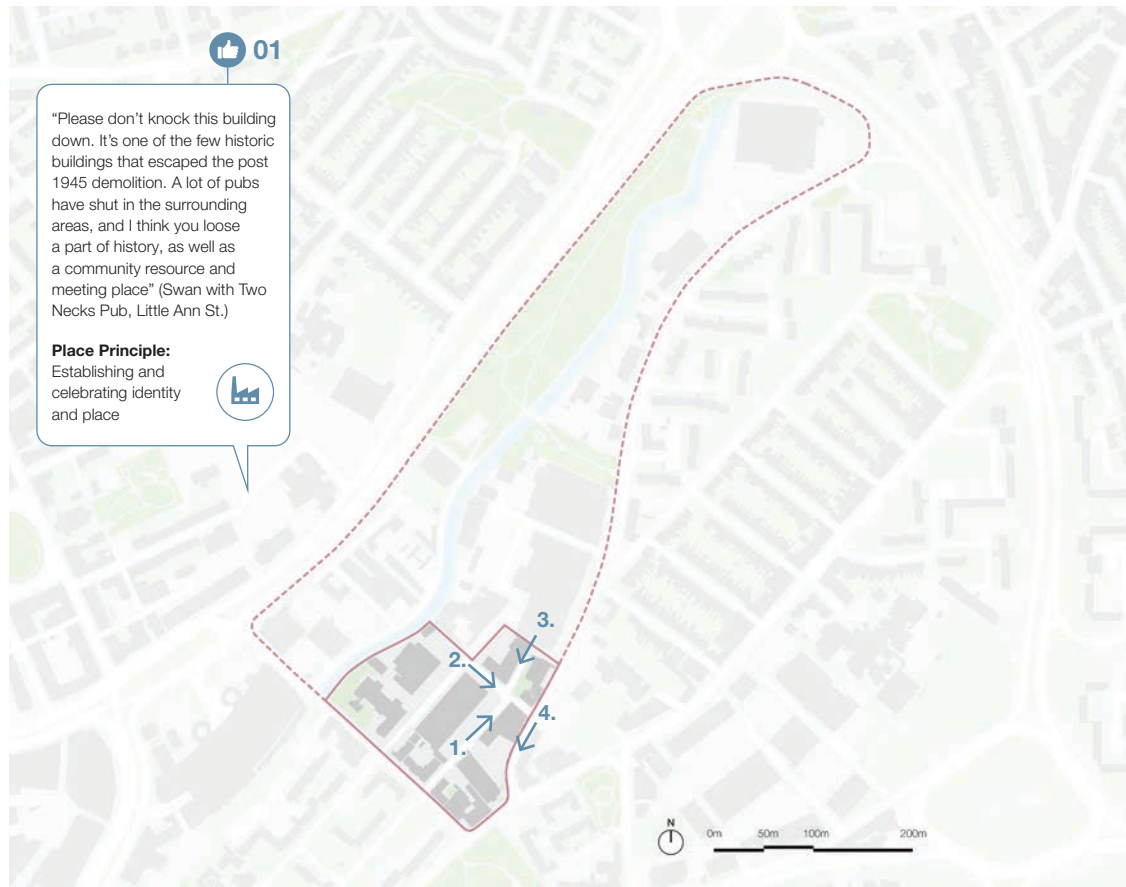 01
“Please don’t knock this building
down. It’s one of the few historic
buildings that escaped the post
1945 demolition. A lot of pubs
have shut in the surrounding
areas, and I think you loose
a part of history, as well as
a community resource and
meeting place” (Swan with Two
Necks Pub, Little Ann St.)
Place Principle:
Establishing and
celebrating identity
and place
3.
2.
4.
1.
N
0m 50m 100m 200m